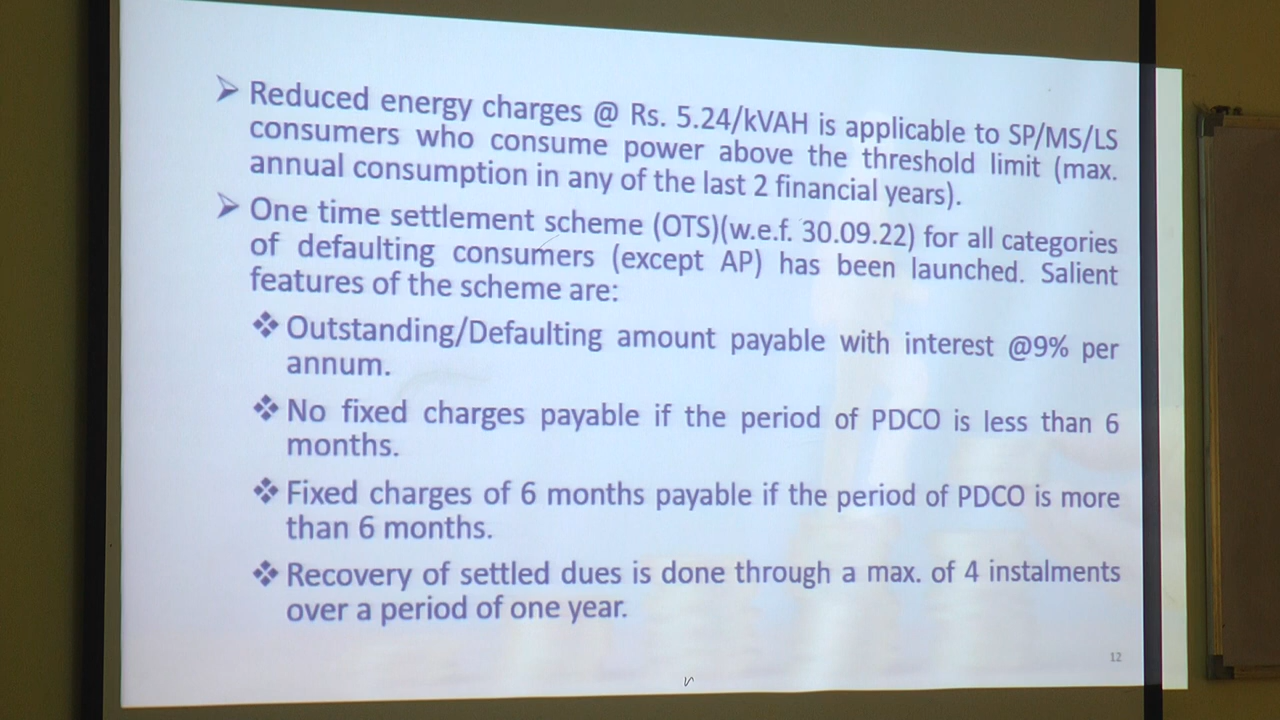 ➢ Reduced energy charges @ Rs. 5.24/kVAH is applicable to SP/MS/LS
consumers who consume power above the threshold limit (max.
annual consumption in any of the last 2 financial years).
➢ One time settlement scheme (OTS)(w.e.f. 30.09.22) for all categories
of defaulting consumers (except AP) has been launched. Salient
features of the scheme are:
❖ Outstanding/Defaulting amount payable with interest @9% per
annum.
❖ No fixed charges payable if the period of PDCO is less than 6
months.
❖ Fixed charges of 6 months payable if the period of PDCO is more
than 6 months.
❖ Recovery of settled dues is done through a max. of 4 instalments
over a period of one year.
12